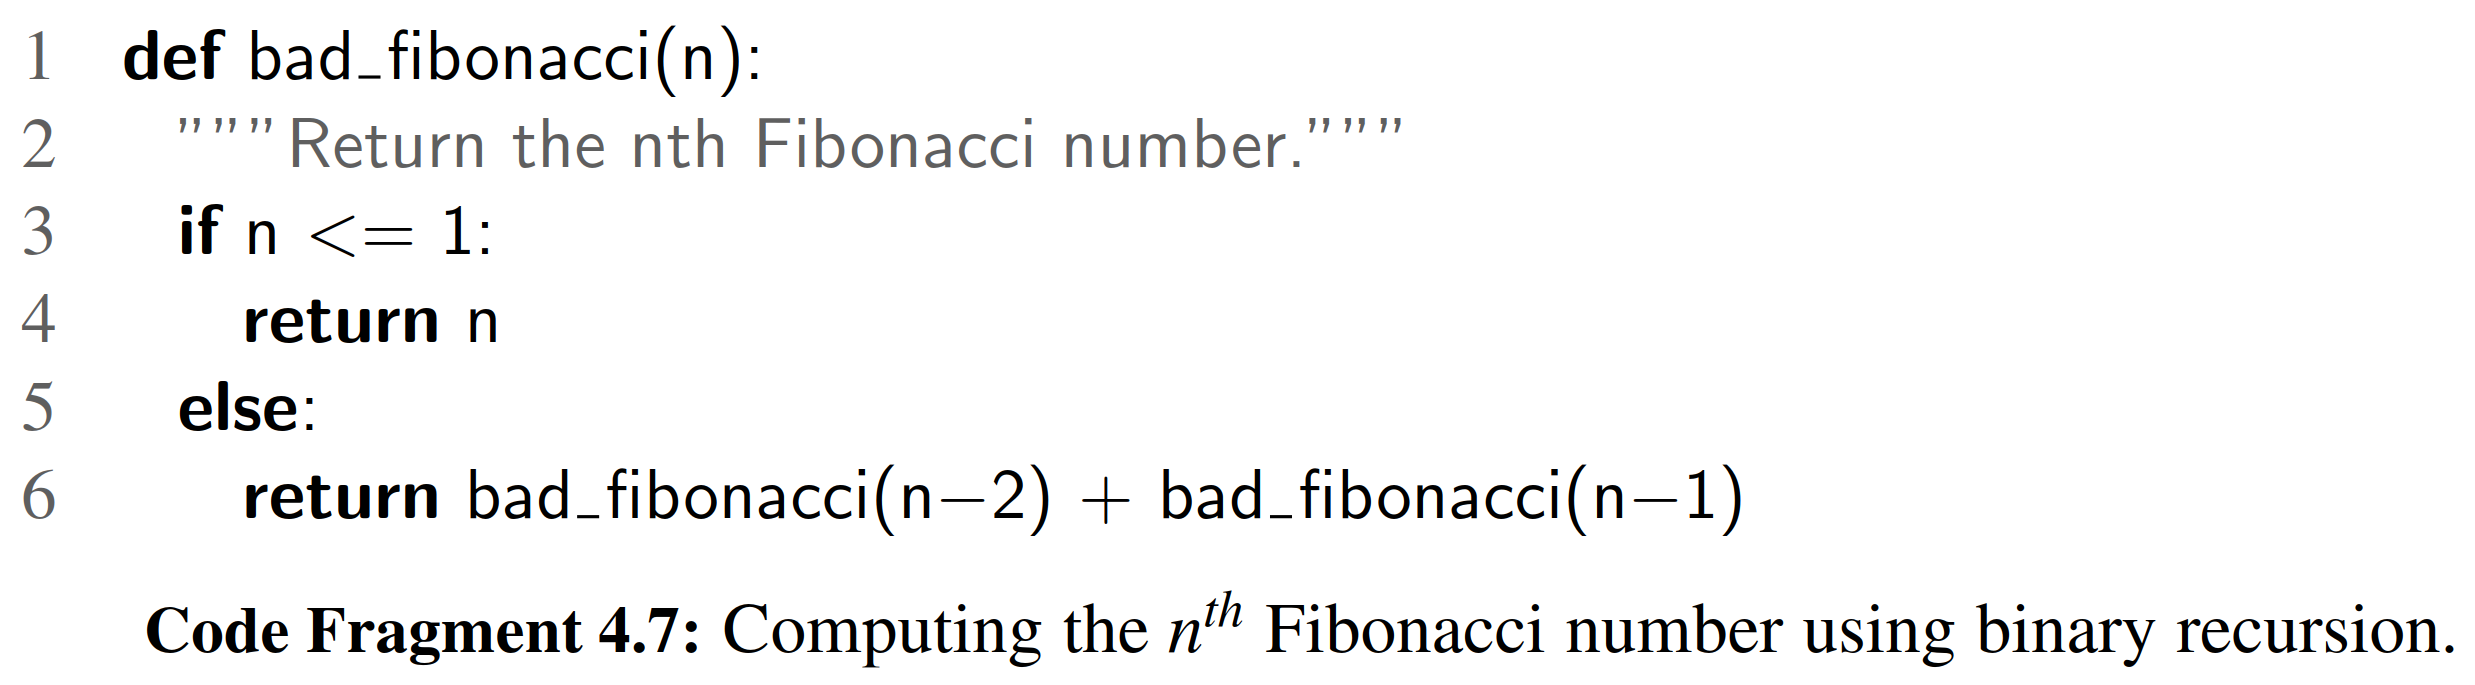 1 def bad_fibonacci(n):
2 """Return the nth Fibonacci number."""
3 if n <= 1:
4 return n
5 else:
6 return bad_fibonacci(n−2) + bad_fibonacci(n−1)
Code Fragment 4.7: Computing the nth Fibonacci number using binary recursion.